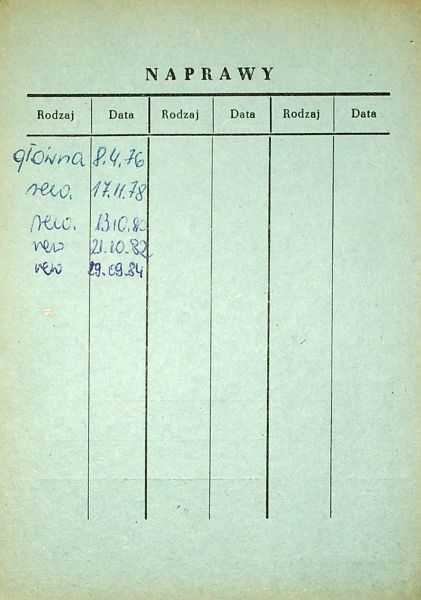 NAPRAWY
Rodzaj Data Rodzaj Data Rodzaj Data
główna 8.4.76
rew. 17.11.78
rew. 13.10.80
rew 21.10.82
rew 29.09.84